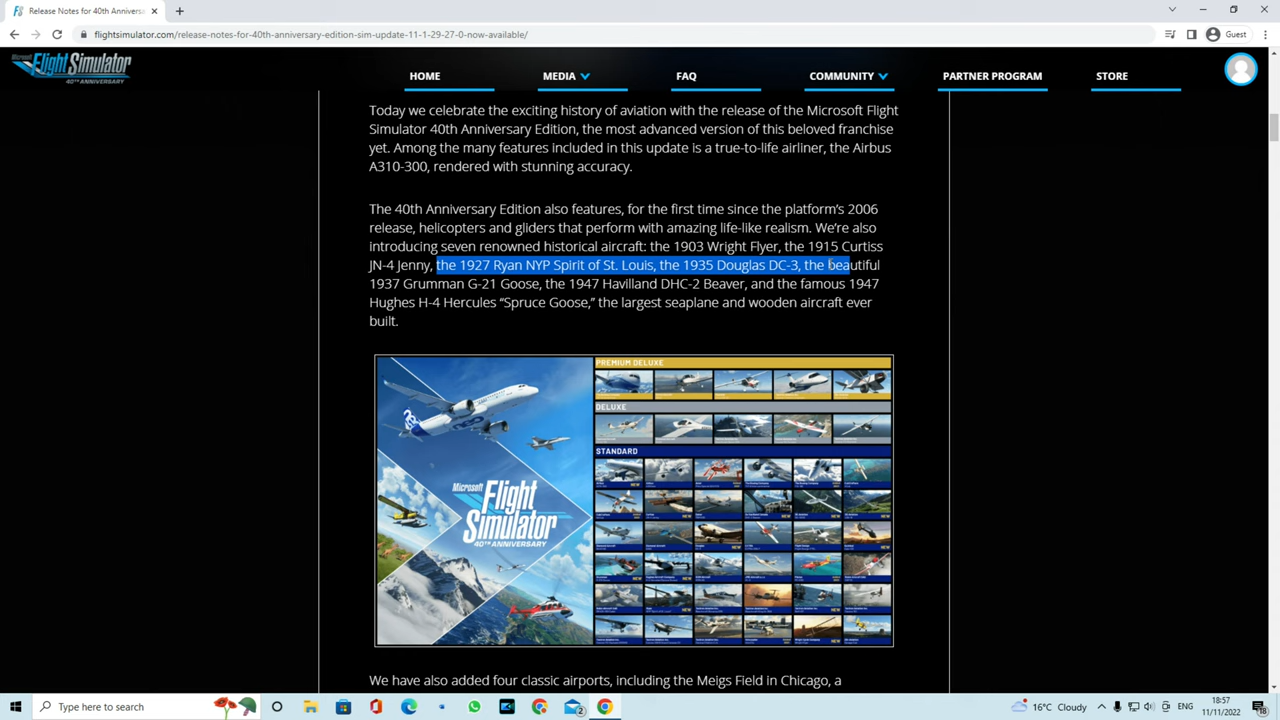 Release Notes for 40th Anniversa
flightsimulator.com/release-notes-for-40th-anniversary-edition-sim-update-11-1-29-27-0-now-available/
Guest
Microsoft
Flight Simulator
40TH ANNIVERSARY
HOME
MEDIA
FAQ
COMMUNITY
PARTNER PROGRAM
STORE
Today we celebrate the exciting history of aviation with the release of the Microsoft Flight
Simulator 40th Anniversary Edition, the most advanced version of this beloved franchise
yet. Among the many features included in this update is a true-to-life airliner, the Airbus
A310-300, rendered with stunning accuracy.
The 40th Anniversary Edition also features, for the first time since the platform's 2006
release, helicopters and gliders that perform with amazing life-like realism. We're also
introducing seven renowned historical aircraft: the 1903 Wright Flyer, the 1915 Curtiss
JN-4 Jenny, the 1927 Ryan NYP Spirit of St. Louis, the 1935 Douglas DC-3, the beautiful
1937 Grumman G-21 Goose, the 1947 Havilland DHC-2 Beaver, and the famous 1947
Hughes H-4 Hercules “Spruce Goose,” the largest seaplane and wooden aircraft ever
built.
PREMIUM DELUXE
DELUXE
STANDARD
Microsoft
Flight
Simulator
40TH ANNIVERSARY
We have also added four classic airports, including the Meigs Field in Chicago, a
Type here to search
2
16°C Cloudy
ENG
18:57
11/11/2022
18